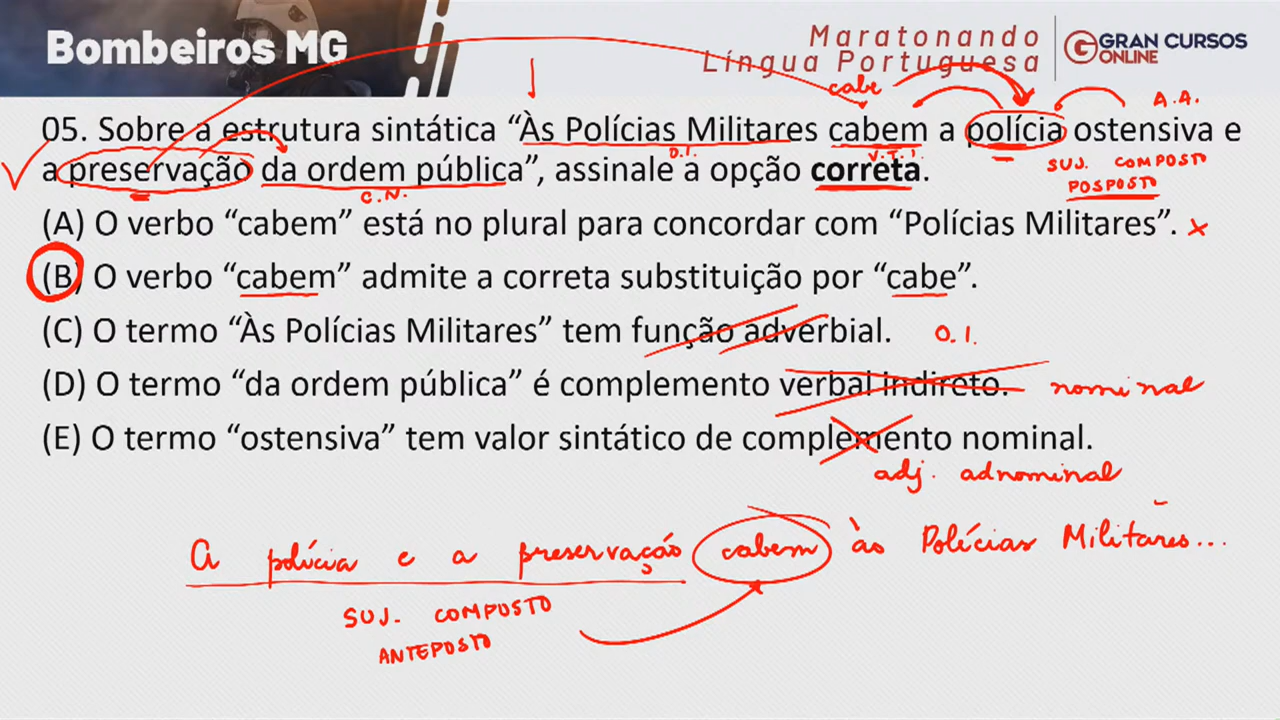 Bombeiros MG
Maratonando
Língua Portuguesa
GRAN CURSOS
ONLINE
cabe
A.A.
05. Sobre a estrutura sintática “Às Polícias Militares cabem a polícia ostensiva e
O.I.
V.T.I.
SUJ. COMPOSTO
POSPOSTO
a preservação da ordem pública”, assinale a opção correta.
C.N.
(A) O verbo “cabem” está no plural para concordar com “Polícias Militares”. x
(B) O verbo “cabem” admite a correta substituição por “cabe”.
(C) O termo “Às Polícias Militares” tem função adverbial. O.I.
(D) O termo “da ordem pública” é complemento verbal indireto. nominal
(E) O termo “ostensiva” tem valor sintático de complemento nominal.
adj. adnominal
A polícia e a preservação cabem às Polícias Militares...
SUJ. COMPOSTO
ANTEPOSTO